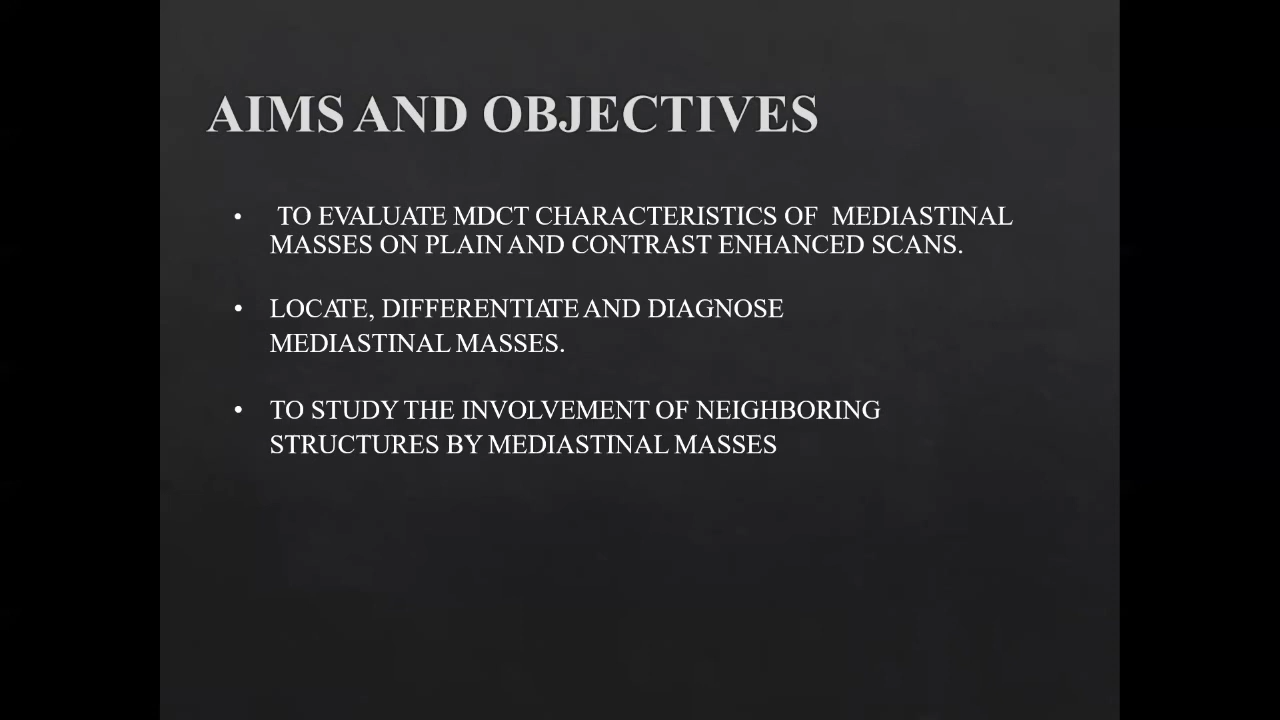 AIMS AND OBJECTIVES
• TO EVALUATE MDCT CHARACTERISTICS OF MEDIASTINAL
MASSES ON PLAIN AND CONTRAST ENHANCED SCANS.
• LOCATE, DIFFERENTIATE AND DIAGNOSE
MEDIASTINAL MASSES.
• TO STUDY THE INVOLVEMENT OF NEIGHBORING
STRUCTURES BY MEDIASTINAL MASSES